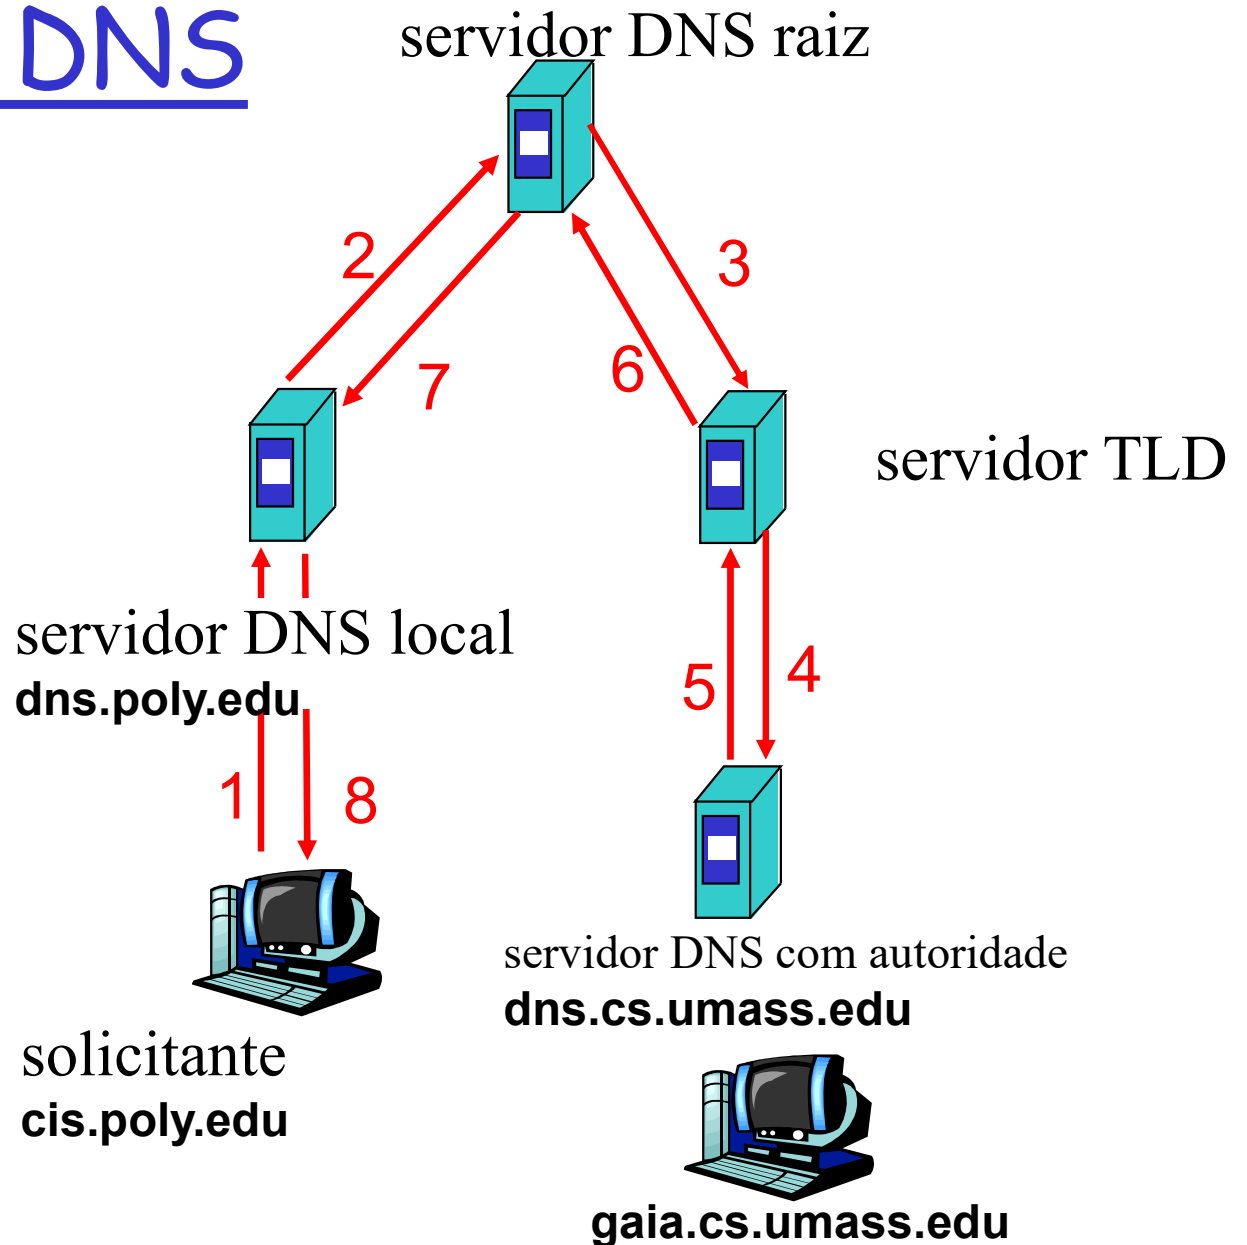 DNS
servidor DNS raiz
2
3
7
6
servidor TLD
servidor DNS local
dns.poly.edu
5
4
1
8
servidor DNS com autoridade
dns.cs.umass.edu
solicitante
cis.poly.edu
gaia.cs.umass.edu